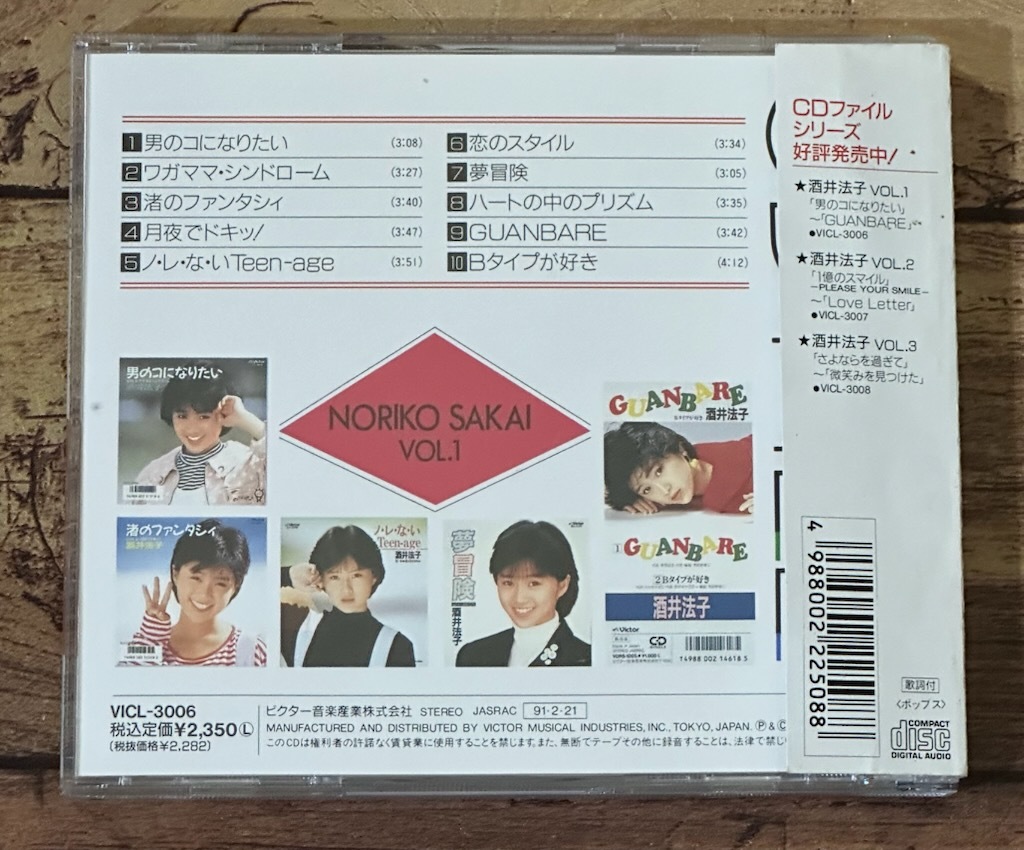 1 男のコになりたい (3:08)
2 ワガママ・シンドローム (3:27)
3 渚のファンタシィ (3:40)
4 月夜でドキッ! (3:47)
5 ノ・レ・な・いTeen-age (3:51)
6 恋のスタイル (3:34)
7 夢冒険 (3:05)
8 ハートの中のプリズム (3:35)
9 GUANBARE (3:42)
10 Bタイプが好き (4:12)
NORIKO SAKAI
VOL.1
男のコになりたい
渚のファンタシィ
酒井法子
ノ・レ・な・い
Teen-age
酒井法子
夢冒険
酒井法子
GUANBARE
酒井法子
1 GUANBARE
2 Bタイプが好き
酒井法子
Victor
T4988 002 14618 5
VICL-3006
税込定価¥2,350 Ⓛ
(税抜価格¥2,282)
ビクター音楽産業株式会社 STEREO JASRAC 91・2・21
MANUFACTURED AND DISTRIBUTED BY VICTOR MUSICAL INDUSTRIES, INC., TOKYO, JAPAN. Ⓟ&
このCDは権利者の許諾なく賃貸業に使用することを禁じます。また、無断でテープその他に録音することは、法律で禁じ
CDファイル
シリーズ
好評発売中!
★酒井法子 VOL.1
「男のコになりたい」
〜「GUANBARE」
●VICL-3006
★酒井法子 VOL.2
「1億のスマイル」
−PLEASE YOUR SMILE−
〜「Love Letter」
●VICL-3007
★酒井法子 VOL.3
「さよならを過ぎて」
〜「微笑みを見つけた」
●VICL-3008
4 988002 225088
歌詞付
〈ポップス〉
COMPACT
disc
DIGITAL AUDIO